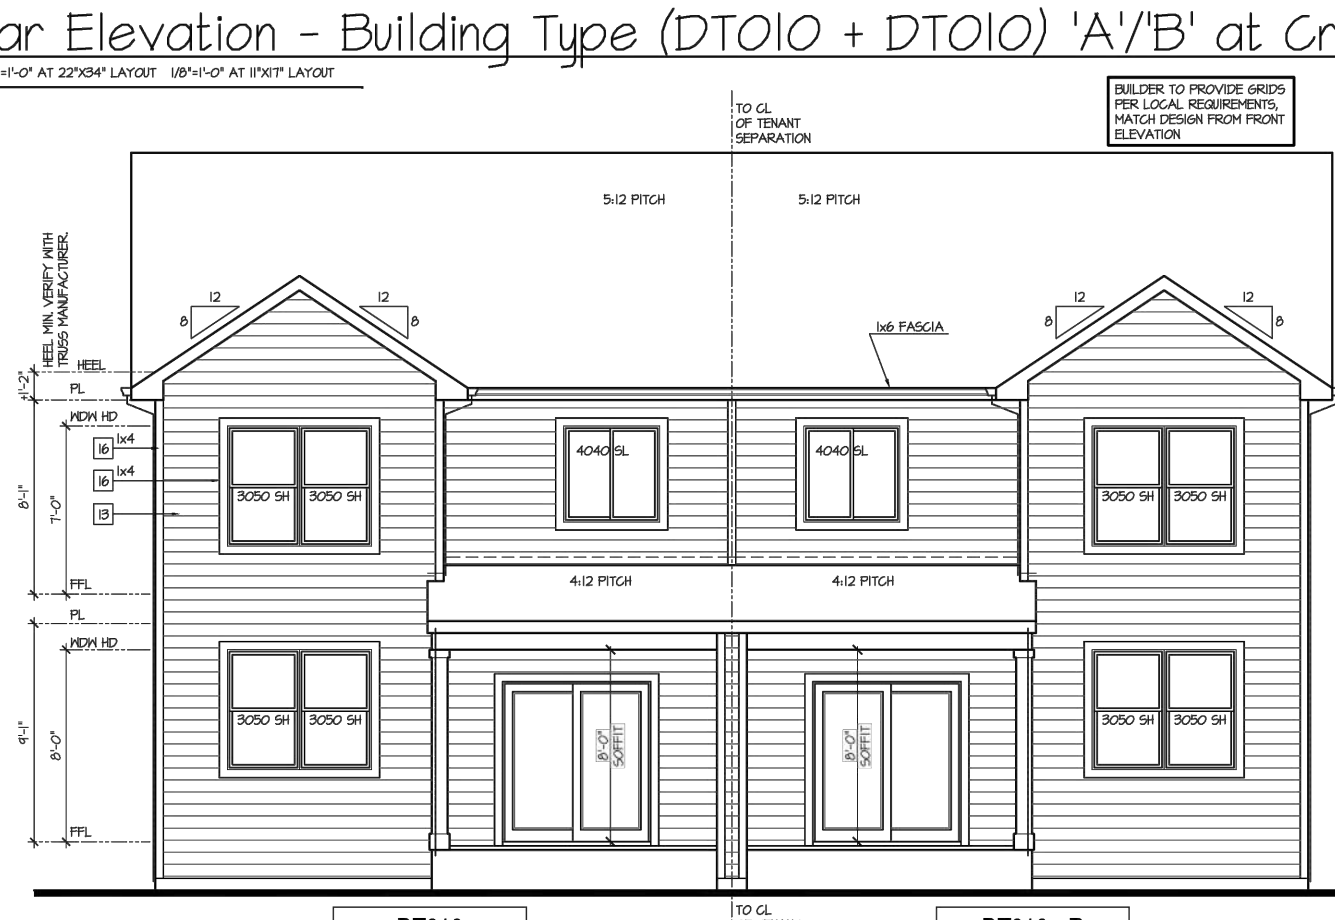 ar Elevation - Building Type (DT010 + DT010) 'A'/'B' at Cr
=1'-0" AT 22"X34" LAYOUT 1/8"=1'-0" AT 11"X17" LAYOUT
BUILDER TO PROVIDE GRIDS
PER LOCAL REQUIREMENTS,
MATCH DESIGN FROM FRONT
ELEVATION
TO CL
OF TENANT
SEPARATION
5:12 PITCH
5:12 PITCH
HEEL MIN. VERIFY WITH
TRUSS MANUFACTURER.
12
8
12
8
12
8
12
8
1x6 FASCIA
HEEL
±1'-2"
PL
WDW HD
1x4
16
1x4
16
13
8'-1"
7'-0"
3050 SH
3050 SH
4040 SL
4040 SL
3050 SH
3050 SH
FFL
4:12 PITCH
4:12 PITCH
PL
WDW HD
9'-1"
8'-0"
3050 SH
3050 SH
8'-0"
SOFFIT
8'-0"
SOFFIT
3050 SH
3050 SH
FFL
TO CL